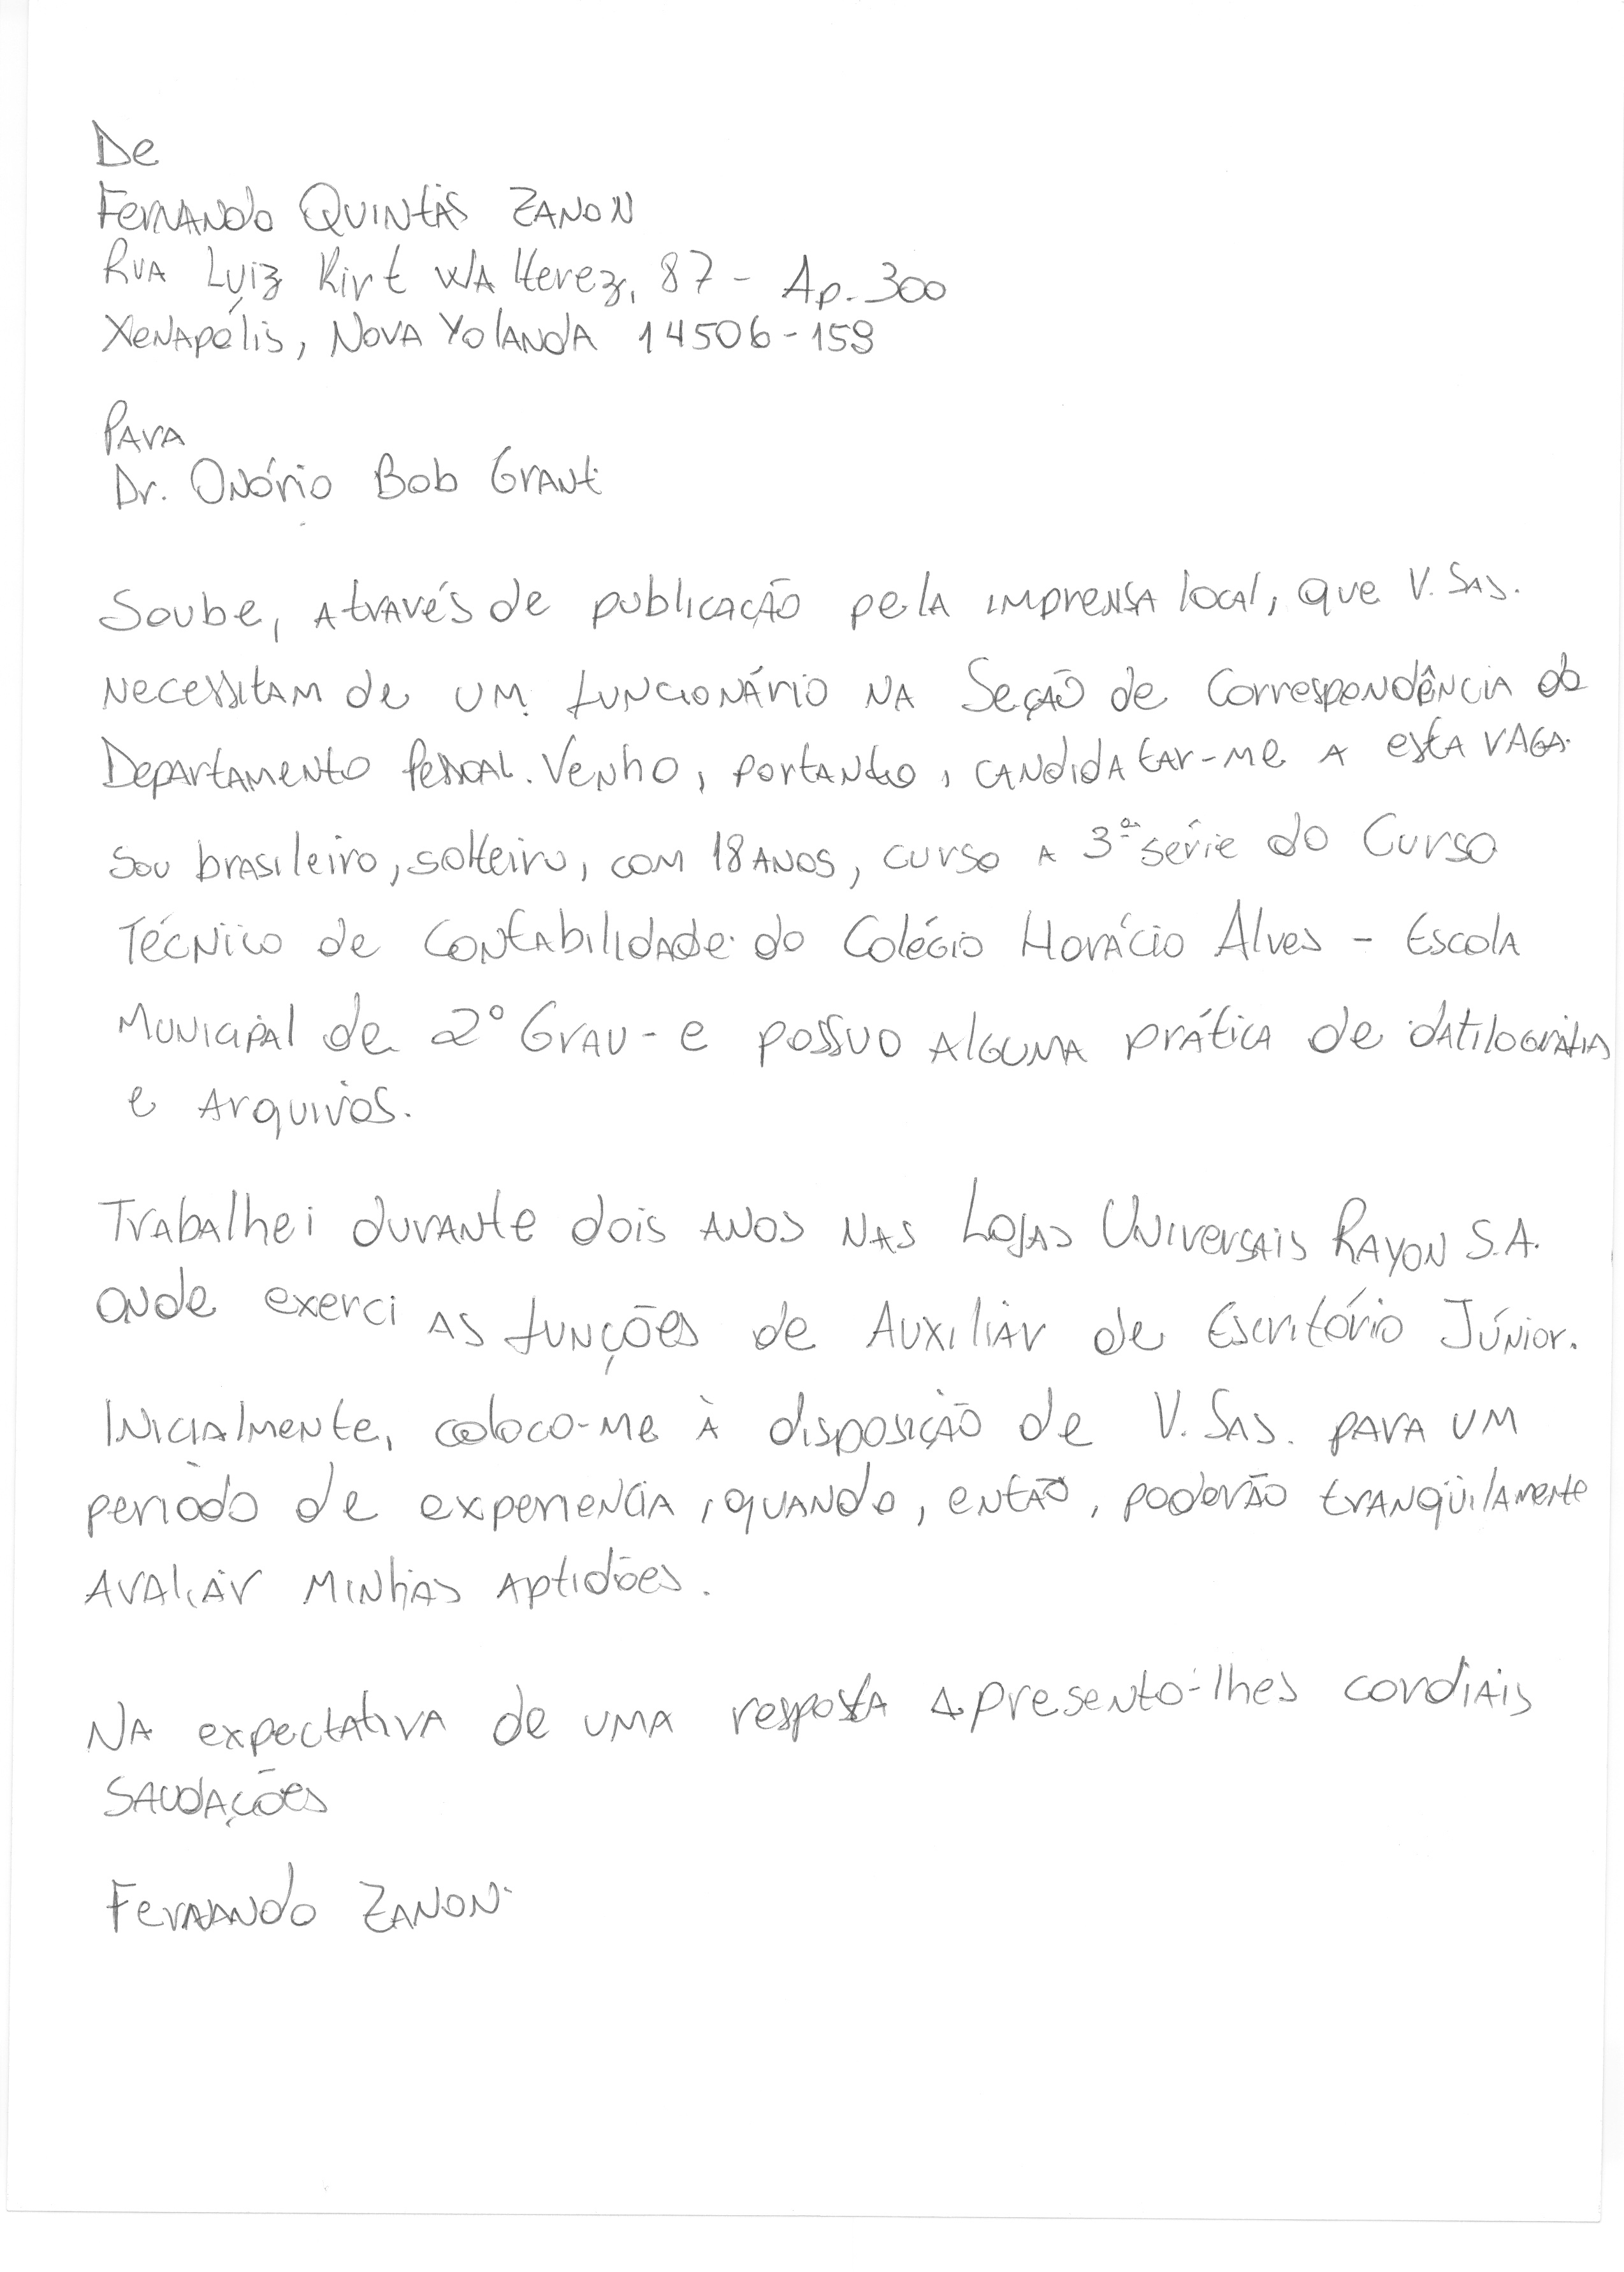 De
Fernando Quintas Zanon
Rua Luiz Kirt Walterez, 87 - Ap. 300
Xenapólis, Nova Yolanda 14506-159
Para
Dr. Onório Bob Grant
Soube, através de publicação pela imprensa local, que V. Sas.
necessitam de um funcionário na Seção de Correspondência do
Departamento Pessoal. Venho, portanto, candidatar-me a esta vaga.
Sou brasileiro, solteiro, com 18 anos, curso a 3ª série do Curso
Técnico de Contabilidade do Colégio Horácio Alves - Escola
Municipal de 2º Grau - e possuo alguma prática de datilografia
e arquivos.
Trabalhei durante dois anos nas Lojas Universais Rayon S.A.
onde exerci as funções de Auxiliar de Escritório Júnior.
Inicialmente, coloco-me à disposição de V. Sas. para um
período de experiencia, quando, então, poderão tranqüilamente
avaliar minhas aptidões.
Na expectativa de uma resposta apresento-lhes cordiais
saudações
Fernando Zanon